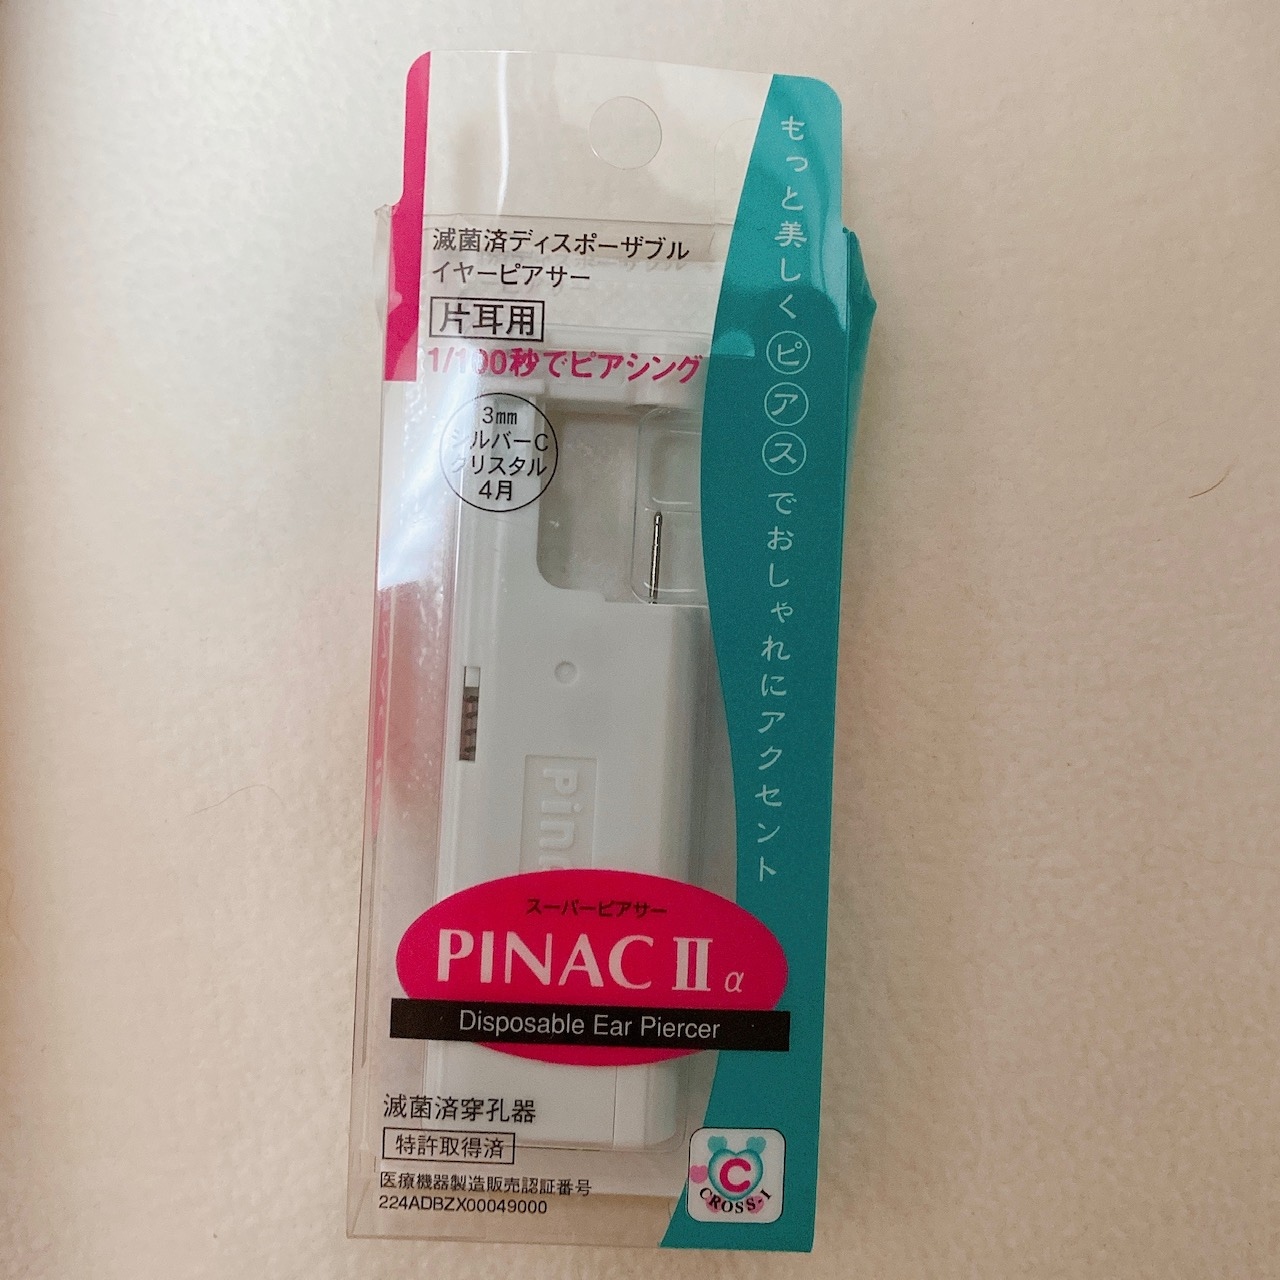 もっと美しくピアスでおしゃれにアクセント
滅菌済ディスポーザブル
イヤーピアサー
片耳用
1/100秒でピアシング
3mm
シルバーC
クリスタル
4月
Pina
スーパーピアサー
PINAC II α
Disposable Ear Piercer
滅菌済穿孔器
特許取得済
医療機器製造販売認証番号
224ADBZX00049000
C
CROSS-I